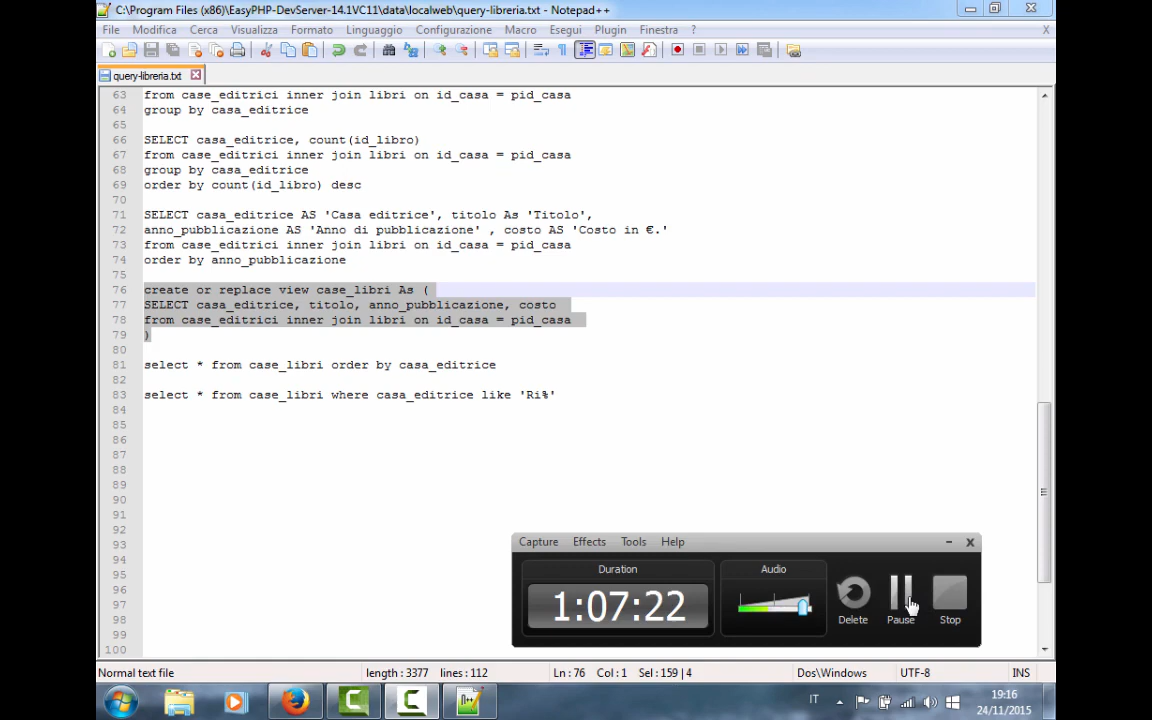 C:\Program Files (x86)\EasyPHP-DevServer-14.1VC11\data\localweb\query-libreria.txt - Notepad++
File Modifica Cerca Visualizza Formato Linguaggio Configurazione Macro Esegui Plugin Finestra ? X
query-libreria.txt
63 from case_editrici inner join libri on id_casa = pid_casa
64 group by casa_editrice
65
66 SELECT casa_editrice, count(id_libro)
67 from case_editrici inner join libri on id_casa = pid_casa
68 group by casa_editrice
69 order by count(id_libro) desc
70
71 SELECT casa_editrice AS 'Casa editrice', titolo As 'Titolo',
72 anno_pubblicazione AS 'Anno di pubblicazione' , costo AS 'Costo in €.'
73 from case_editrici inner join libri on id_casa = pid_casa
74 order by anno_pubblicazione
75
76 create or replace view case_libri As (
77 SELECT casa_editrice, titolo, anno_pubblicazione, costo
78 from case_editrici inner join libri on id_casa = pid_casa
79 )
80
81 select * from case_libri order by casa_editrice
82
83 select * from case_libri where casa_editrice like 'Ri%'
84
85
86
87
88
89
90
91
92
93
94
95
96
97
98
99
100
Capture Effects Tools Help
Duration Audio
1:07:22
Delete Pause Stop
Normal text file length : 3377 lines : 112 Ln : 76 Col : 1 Sel : 159 | 4 Dos\Windows UTF-8 INS
IT 19:16
24/11/2015